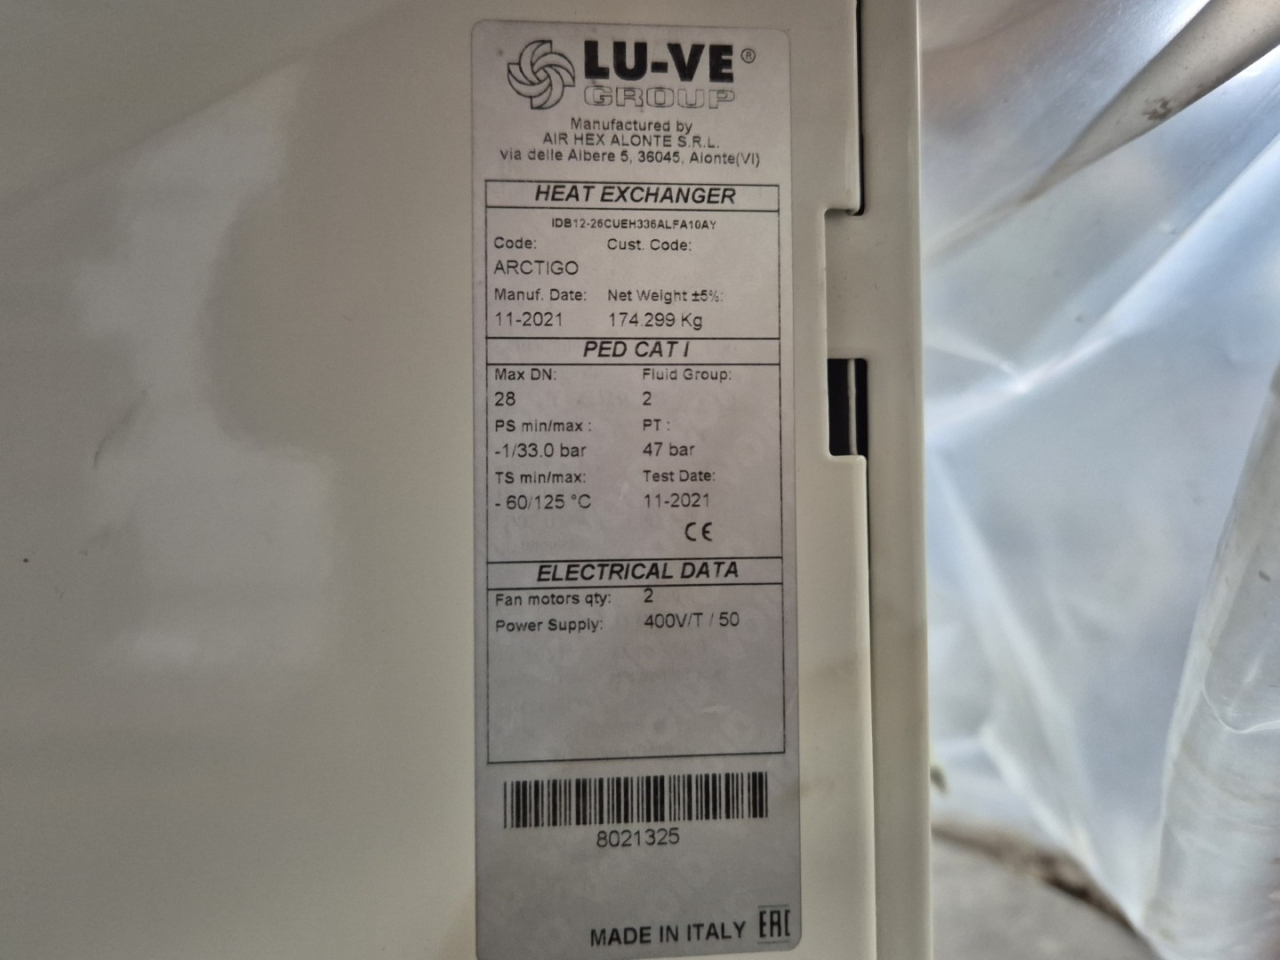 LU-VE®
GROUP
Manufactured by
AIR HEX ALONTE S.R.L.
via delle Albere 5, 36045, Alonte(VI)
HEAT EXCHANGER
IDB12-26CUEH336ALFA10AY
Code: Cust. Code:
ARCTIGO
Manuf. Date: Net Weight ±5%:
11-2021 174.299 Kg
PED CAT I
Max DN: Fluid Group:
28 2
PS min/max : PT :
-1/33.0 bar 47 bar
TS min/max: Test Date:
- 60/125 °C 11-2021
CE
ELECTRICAL DATA
Fan motors qty: 2
Power Supply: 400V/T / 50
8021325
MADE IN ITALY EAC